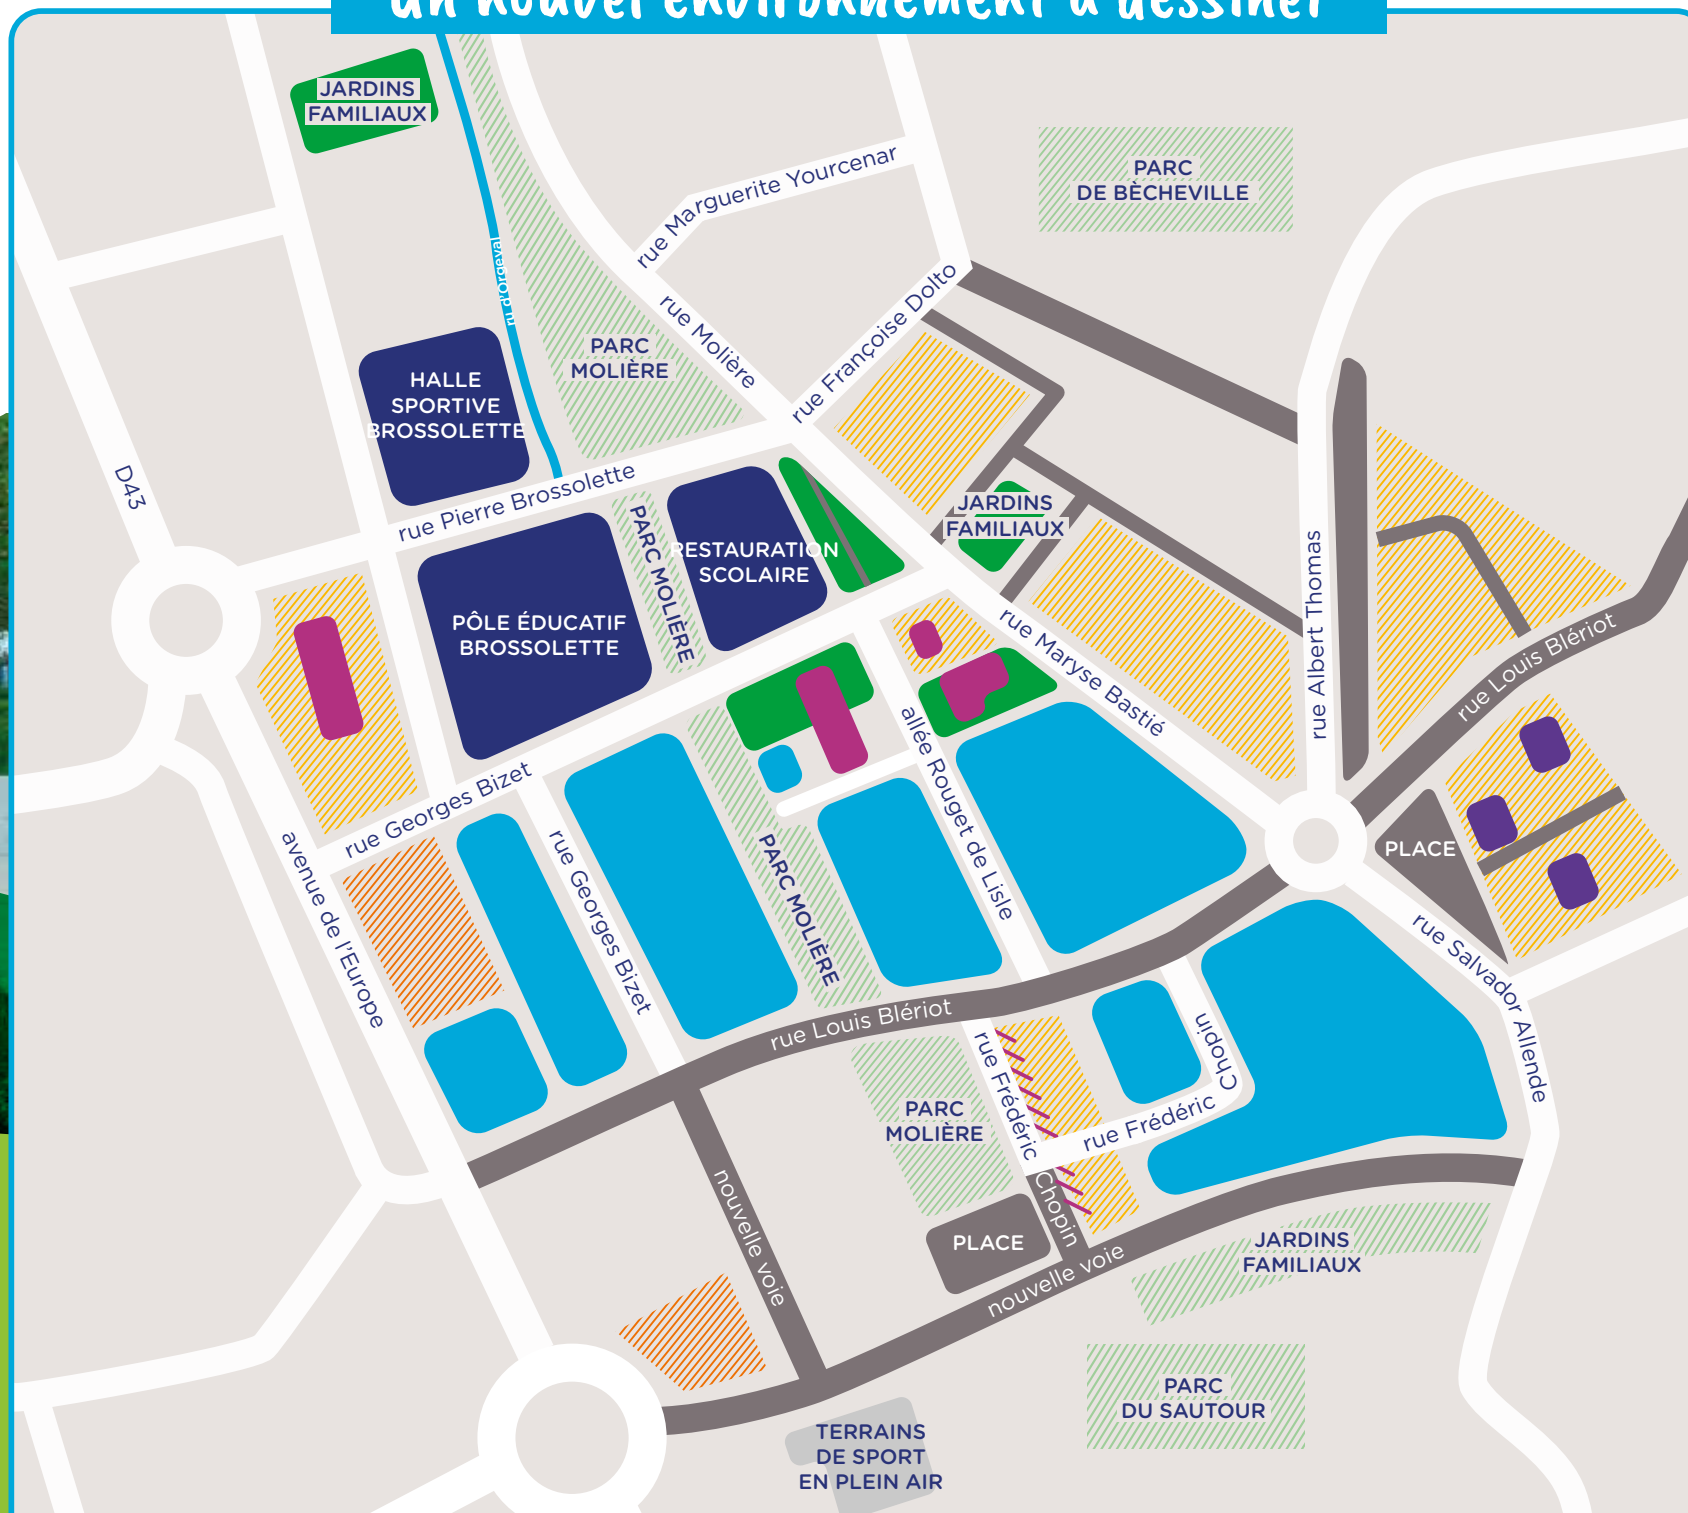 un nouvel environnement à dessiner
JARDINS
FAMILIAUX
PARC
DE BÈCHEVILLE
rue Marguerite Yourcenar
ru d'Orgeval
rue Françoise Dolto
rue Molière
PARC
MOLIÈRE
HALLE
SPORTIVE
BROSSOLETTE
D43
rue Pierre Brossolette
PARC MOLIÈRE
RESTAURATION
SCOLAIRE
JARDINS
FAMILIAUX
PÔLE ÉDUCATIF
BROSSOLETTE
rue Albert Thomas
rue Maryse Bastié
rue Louis Blériot
allée Rouget de Lisle
rue Georges Bizet
avenue de l'Europe
rue Georges Bizet
PARC MOLIÈRE
PLACE
rue Salvador Allende
rue Louis Blériot
rue Frédéric
Chopin
rue Frédéric
Chopin
PARC
MOLIÈRE
nouvelle voie
PLACE
nouvelle voie
JARDINS
FAMILIAUX
PARC
DU SAUTOUR
TERRAINS
DE SPORT
EN PLEIN AIR